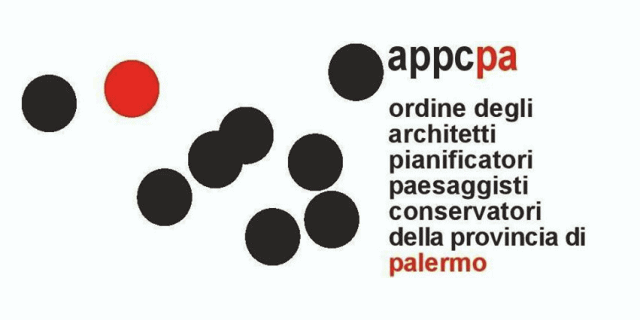 appcpa
ordine degli
architetti
pianificatori
paesaggisti
conservatori
della provincia di
palermo